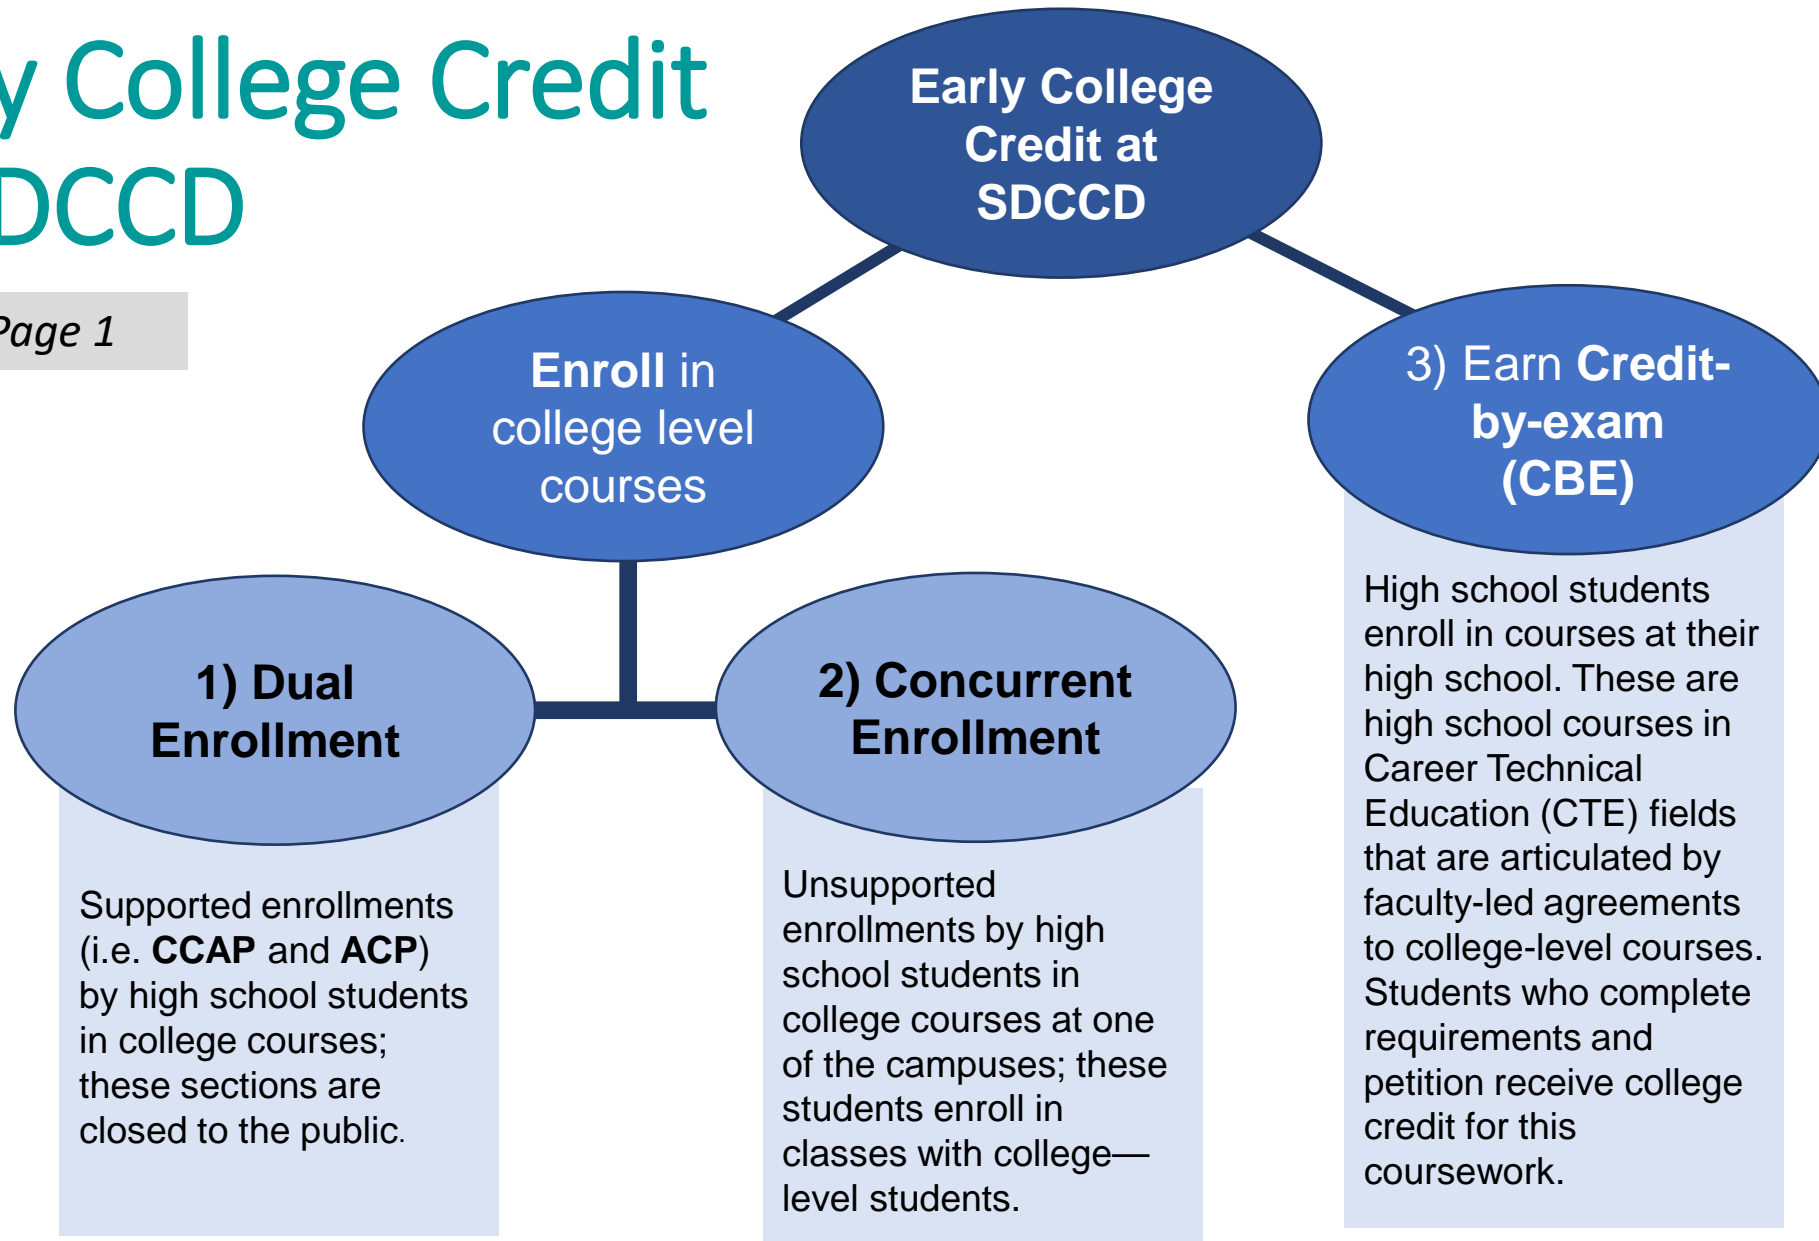 y College Credit
DCCD
Page 1
Early College
Credit at
SDCCD
Enroll in
college level
courses
3) Earn Credit-
by-exam
(CBE)
1) Dual
Enrollment
2) Concurrent
Enrollment
Supported enrollments
(i.e. CCAP and ACP)
by high school students
in college courses;
these sections are
closed to the public.
Unsupported
enrollments by high
school students in
college courses at one
of the campuses; these
students enroll in
classes with college—
level students.
High school students
enroll in courses at their
high school. These are
high school courses in
Career Technical
Education (CTE) fields
that are articulated by
faculty-led agreements
to college-level courses.
Students who complete
requirements and
petition receive college
credit for this
coursework.